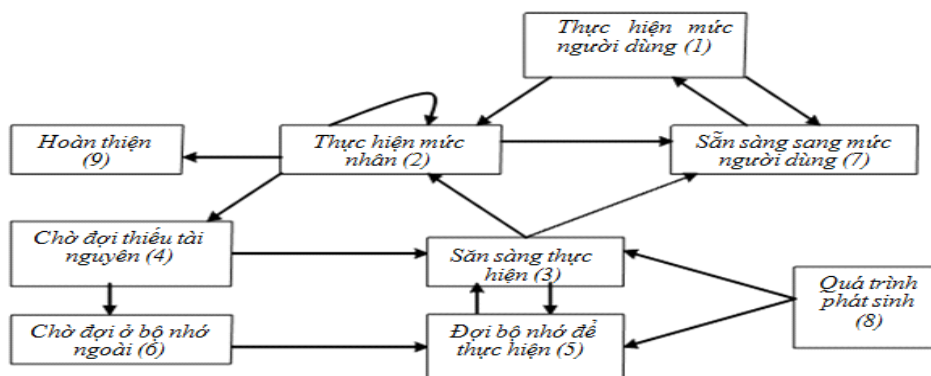 Thực hiện mức
người dùng (1)
Hoàn thiện
(9)
Thực hiện mức
nhân (2)
Sẵn sàng sang mức
người dùng (7)
Chờ đợi thiếu tài
nguyên (4)
Săn sàng thực
hiện (3)
Quá trình
phát sinh
(8)
Chờ đợi ở bộ nhớ
ngoài (6)
Đợi bộ nhớ để
thực hiện (5)